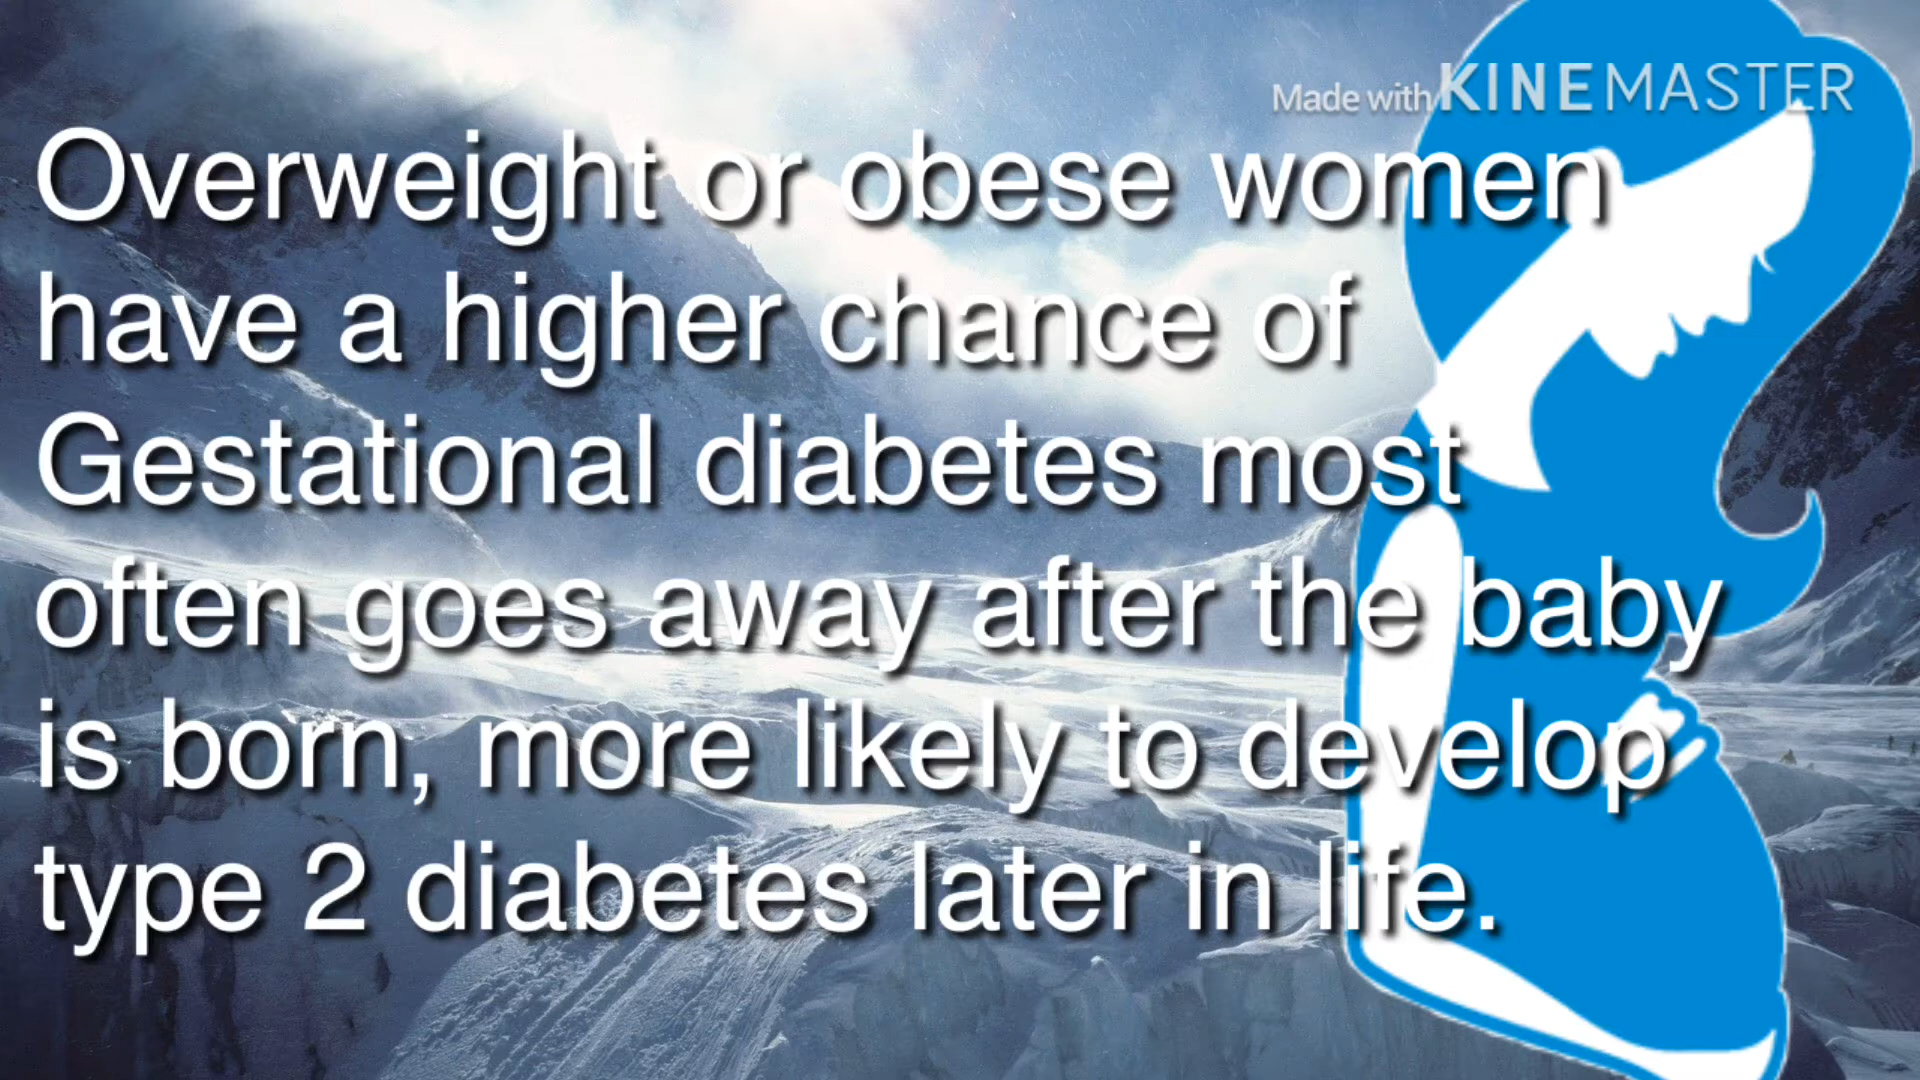 Made with KINEMASTER
Overweight or obese women
have a higher chance of
Gestational diabetes most
often goes away after the baby
is born, more likely to develop
type 2 diabetes later in life.